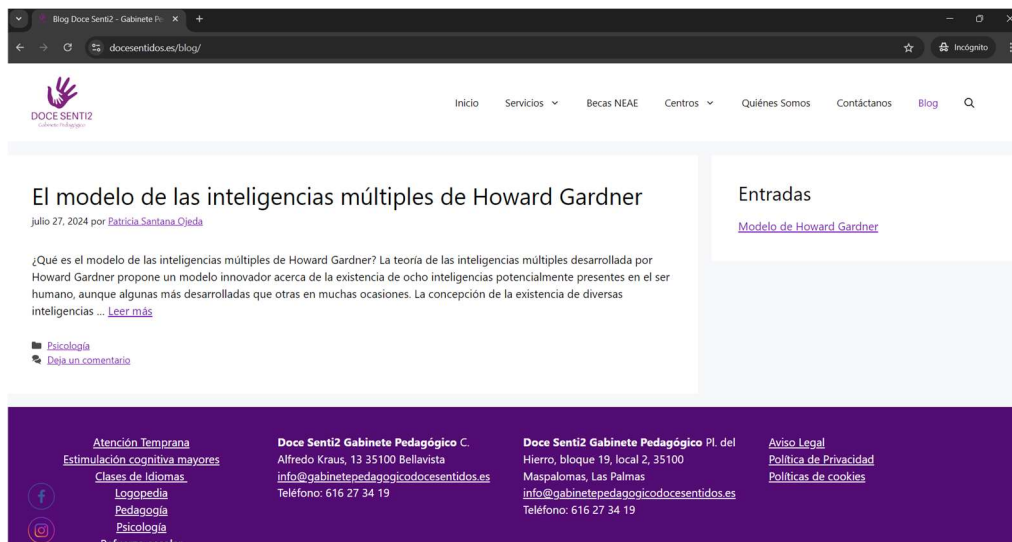 Blog Doce Senti2 - Gabinete Pe
docesentidos.es/blog/
Incógnito
DOCE SENTI2
Gabinete Pedagógico
Inicio
Servicios
Becas NEAE
Centros
Quiénes Somos
Contáctanos
Blog
El modelo de las inteligencias múltiples de Howard Gardner
julio 27, 2024 por Patricia Santana Ojeda
¿Qué es el modelo de las inteligencias múltiples de Howard Gardner? La teoría de las inteligencias múltiples desarrollada por
Howard Gardner propone un modelo innovador acerca de la existencia de ocho inteligencias potencialmente presentes en el ser
humano, aunque algunas más desarrolladas que otras en muchas ocasiones. La concepción de la existencia de diversas
inteligencias ... Leer más
Psicología
Deja un comentario
Entradas
Modelo de Howard Gardner
Atención Temprana
Estimulación cognitiva mayores
Clases de Idiomas
Logopedia
Pedagogía
Psicología
Doce Senti2 Gabinete Pedagógico C.
Alfredo Kraus, 13 35100 Bellavista
info@gabinetepedagogicodocesentidos.es
Teléfono: 616 27 34 19
Doce Senti2 Gabinete Pedagógico Pl. del
Hierro, bloque 19, local 2, 35100
Maspalomas, Las Palmas
info@gabinetepedagogicodocesentidos.es
Teléfono: 616 27 34 19
Aviso Legal
Política de Privacidad
Políticas de cookies